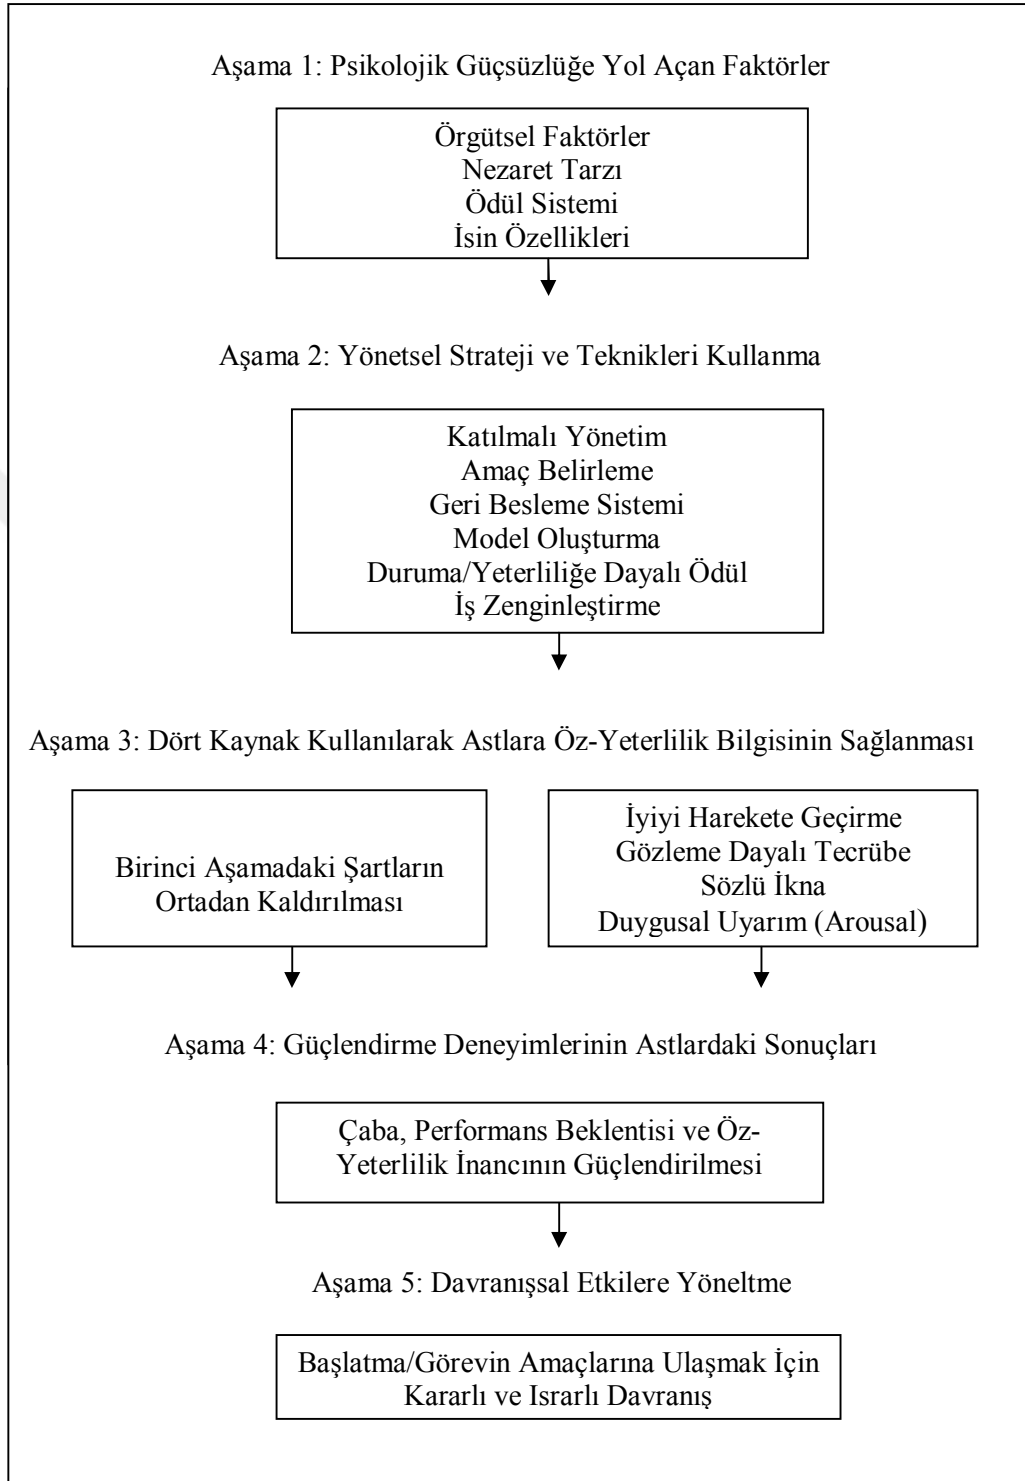 Aşama 1: Psikolojik Güçsüzlüğe Yol Açan Faktörler
Örgütsel Faktörler
Nezaret Tarzı
Ödül Sistemi
İsin Özellikleri
Aşama 2: Yönetsel Strateji ve Teknikleri Kullanma
Katılmalı Yönetim
Amaç Belirleme
Geri Besleme Sistemi
Model Oluşturma
Duruma/Yeterliliğe Dayalı Ödül
İş Zenginleştirme
Aşama 3: Dört Kaynak Kullanılarak Astlara Öz-Yeterlilik Bilgisinin Sağlanması
Birinci Aşamadaki Şartların
Ortadan Kaldırılması
İyiyi Harekete Geçirme
Gözleme Dayalı Tecrübe
Sözlü İkna
Duygusal Uyarım (Arousal)
Aşama 4: Güçlendirme Deneyimlerinin Astlardaki Sonuçları
Çaba, Performans Beklentisi ve Öz-
Yeterlilik İnancının Güçlendirilmesi
Aşama 5: Davranışsal Etkilere Yöneltme
Başlatma/Görevin Amaçlarına Ulaşmak İçin
Kararlı ve Israrlı Davranış